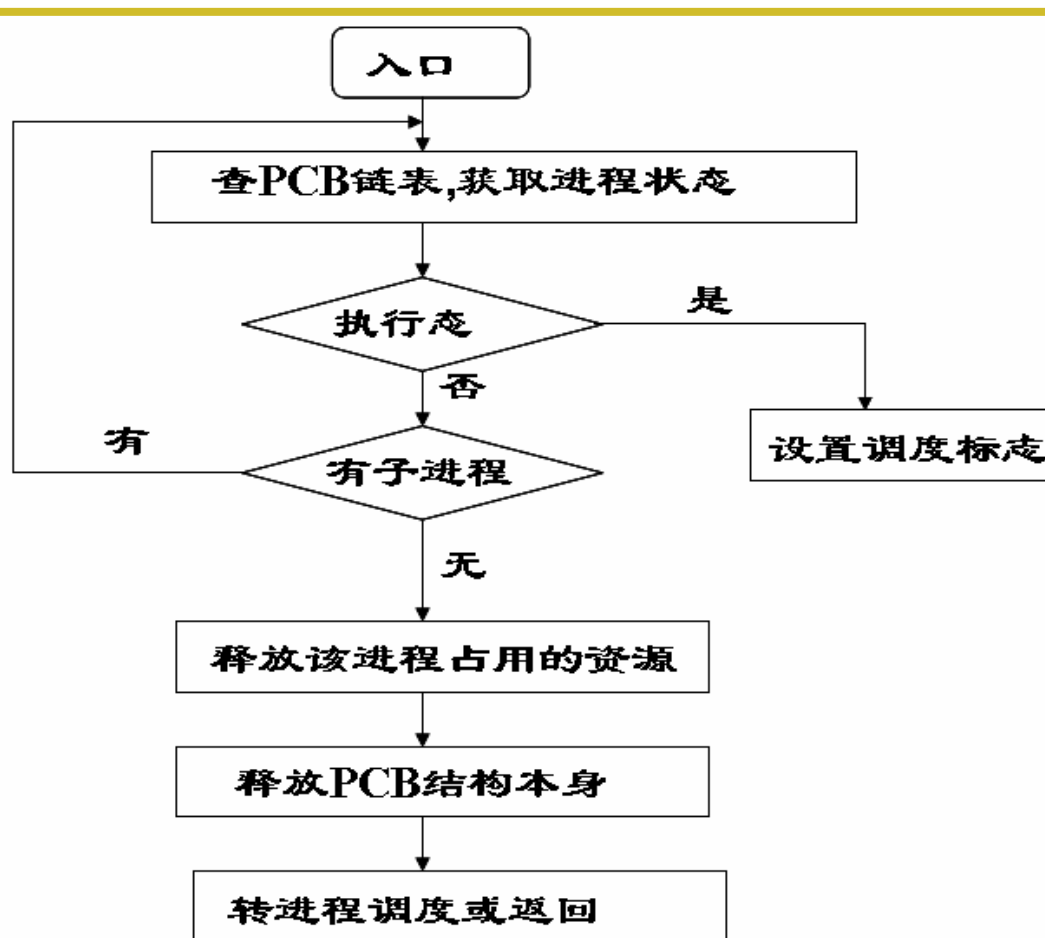 入口
查PCB链表,获取进程状态
执行态
是
否
设置调度标志
有
有子进程
无
释放该进程占用的资源
释放PCB结构本身
转进程调度或返回